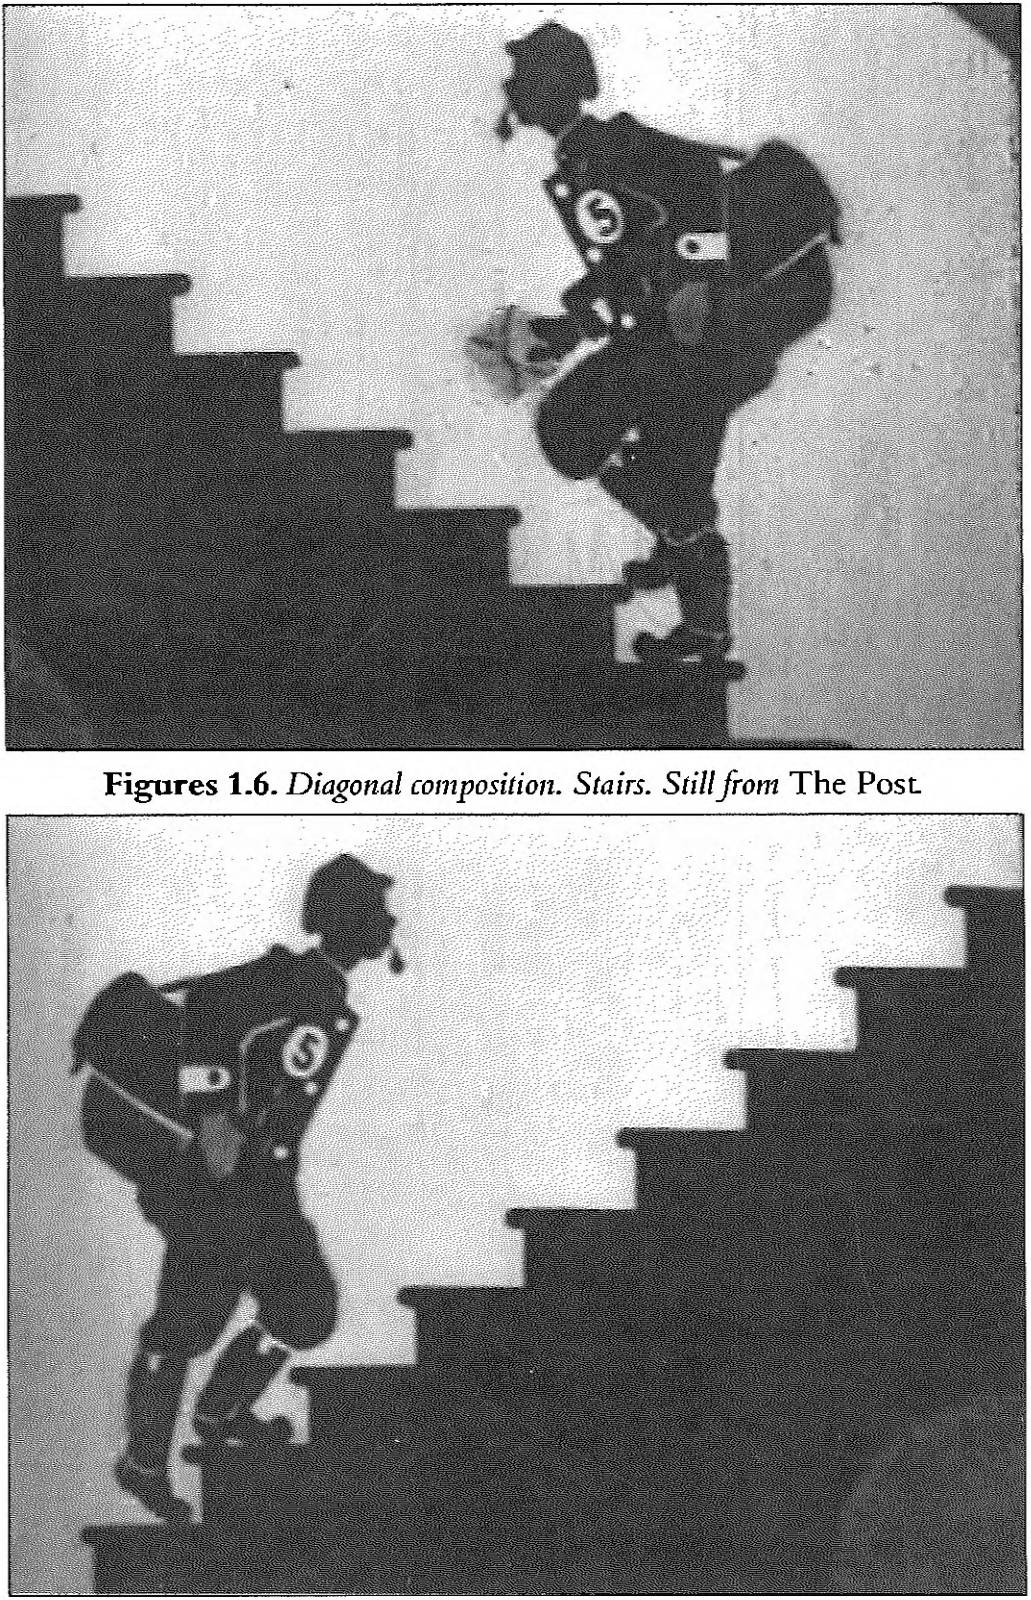 Figures 1.6. Diagonal composition. Stairs. Still from The Post.